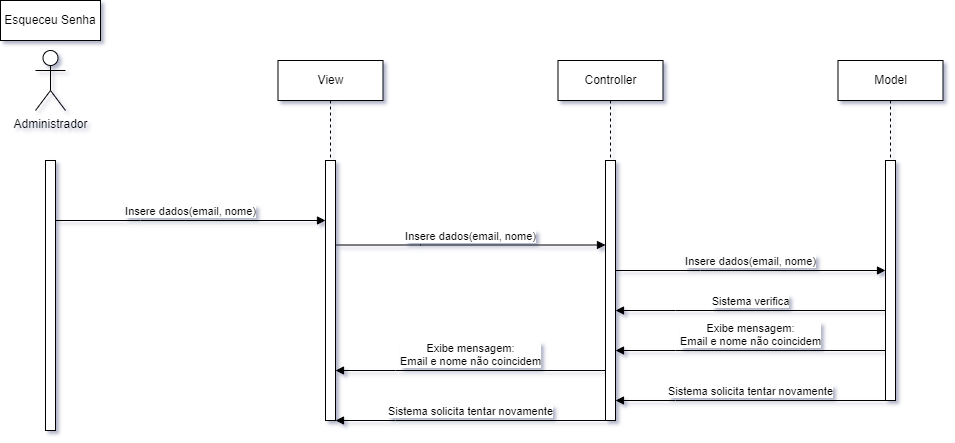 Esqueceu Senha
Administrador
View
Controller
Model
Insere dados(email, nome)
Insere dados(email, nome)
Insere dados(email, nome)
Sistema verifica
Exibe mensagem:
Email e nome não coincidem
Exibe mensagem:
Email e nome não coincidem
Sistema solicita tentar novamente
Sistema solicita tentar novamente